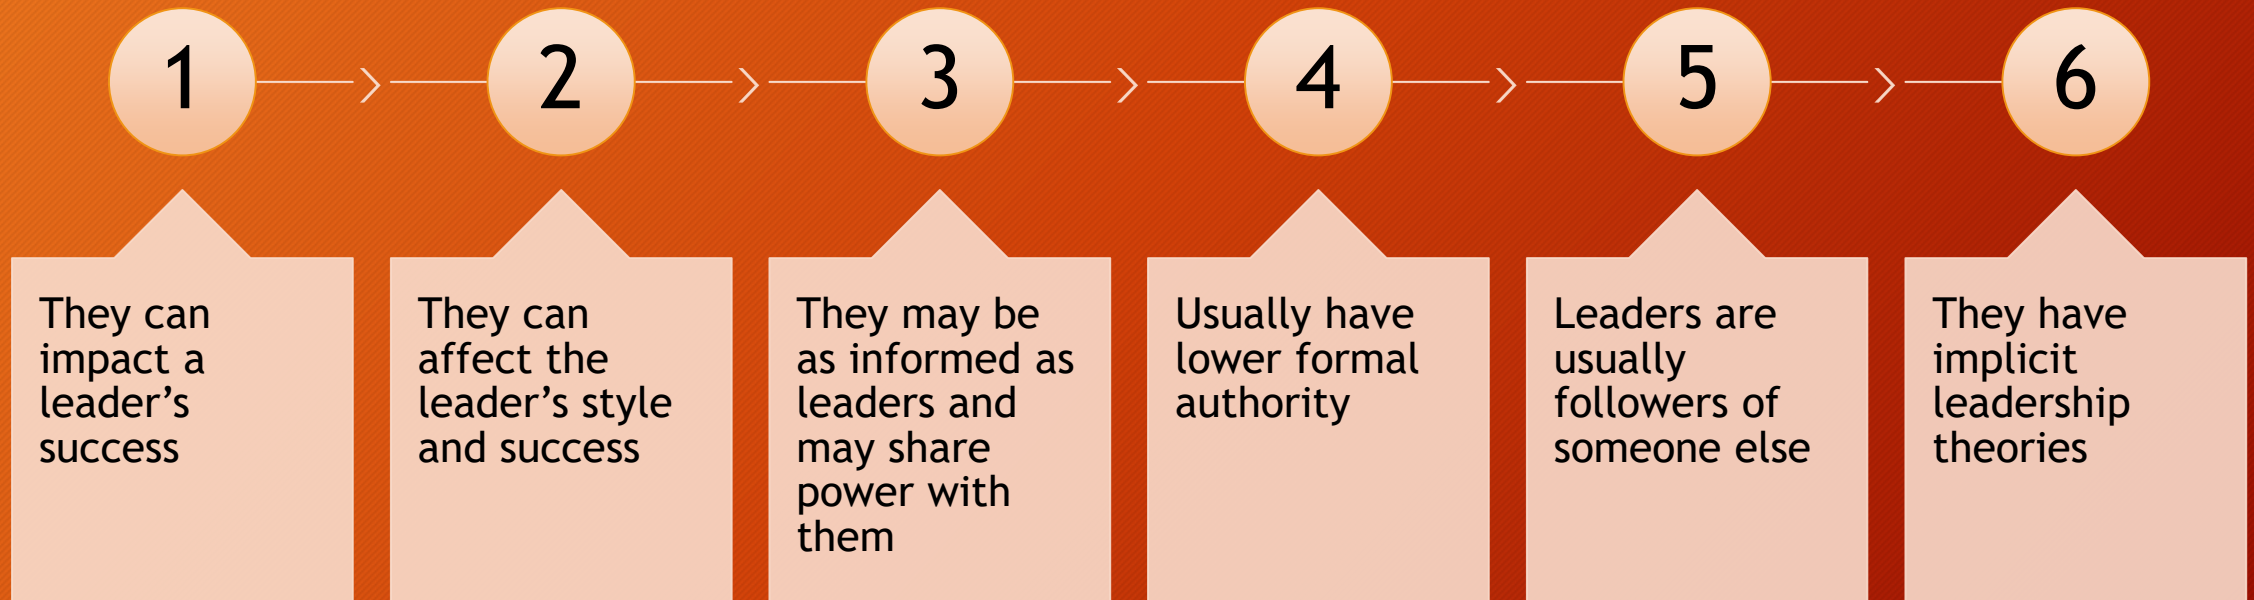 1
They can
impact a
leader’s
success
2
They can
affect the
leader’s style
and success
3
They may be
as informed as
leaders and
may share
power with
them
4
Usually have
lower formal
authority
5
Leaders are
usually
followers of
someone else
6
They have
implicit
leadership
theories